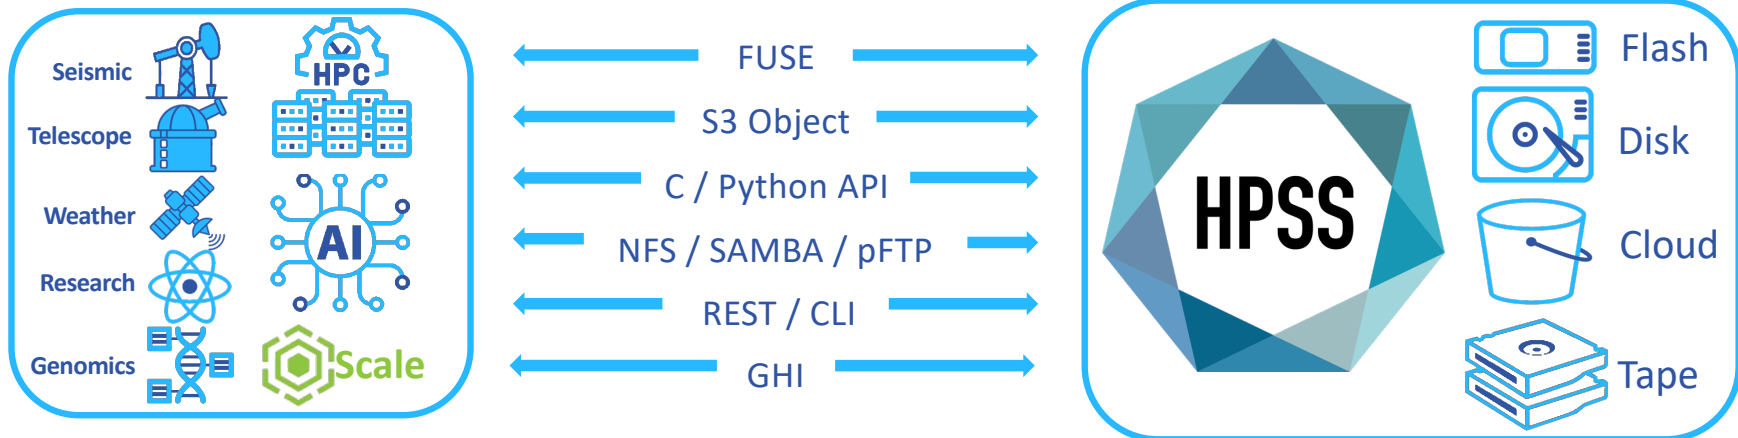 Seismic
Telescope
Weather
Research
Genomics
HPC
AI
Scale
FUSE
S3 Object
C / Python API
NFS / SAMBA / pFTP
REST / CLI
GHI
HPSS
Flash
Disk
Cloud
Tape